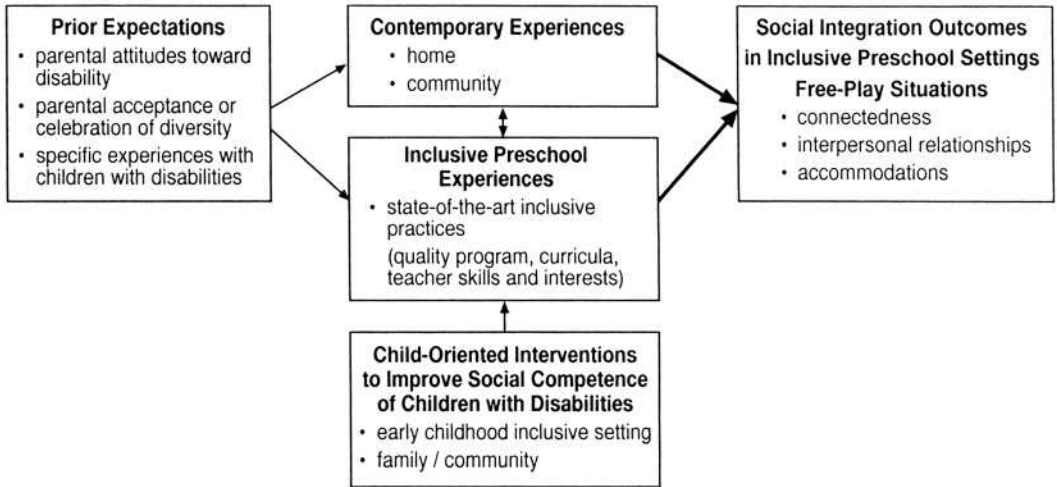 Prior Expectations
• parental attitudes toward
disability
• parental acceptance or
celebration of diversity
• specific experiences with
children with disabilities
Contemporary Experiences
• home
• community
Inclusive Preschool
Experiences
• state-of-the-art inclusive
practices
(quality program, curricula,
teacher skills and interests)
Child-Oriented Interventions
to Improve Social Competence
of Children with Disabilities
• early childhood inclusive setting
• family / community
Social Integration Outcomes
in Inclusive Preschool Settings
Free-Play Situations
• connectedness
• interpersonal relationships
• accommodations